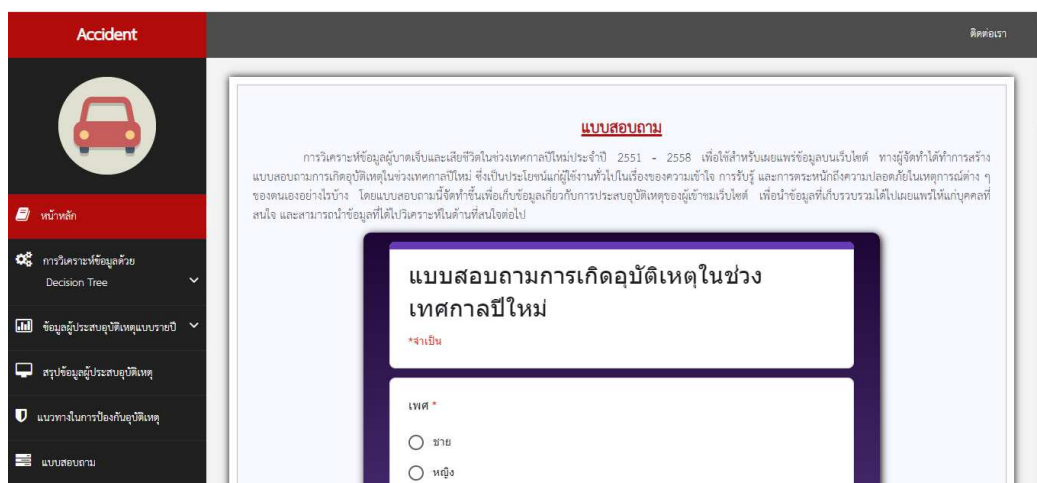 Accident
ติดต่อเรา
หน้าหลัก
การวิเคราะห์ข้อมูลด้วย
Decision Tree
ข้อมูลผู้ประสบอุบัติเหตุแบบรายปี
สรุปข้อมูลผู้ประสบอุบัติเหตุ
แนวทางในการป้องกันอุบัติเหตุ
แบบสอบถาม
แบบสอบถาม
การวิเคราะห์ข้อมูลผู้บาดเจ็บและเสียชีวิตในช่วงเทศกาลปีใหม่ประจำปี 2551 - 2558 เพื่อใช้สำหรับเผยแพร่ข้อมูลบนเว็บไซต์ ทางผู้จัดทำได้ทำการสร้าง
แบบสอบถามการเกิดอุบัติเหตุในช่วงเทศกาลปีใหม่ ซึ่งเป็นประโยชน์แก่ผู้ใช้งานทั่วไปในเรื่องของความเข้าใจ การรับรู้ และการตระหนักถึงความปลอดภัยในเหตุการณ์ต่าง ๆ
ของตนเองอย่างไรบ้าง โดยแบบสอบถามนี้จัดทำขึ้นเพื่อเก็บข้อมูลเกี่ยวกับการประสบอุบัติเหตุของผู้เข้าชมเว็บไซต์ เพื่อนำข้อมูลที่เก็บรวบรวมได้ไปเผยแพร่ให้แก่บุคคลที่
สนใจ และสามารถนำข้อมูลที่ได้ไปวิเคราะห์ในด้านที่สนใจต่อไป
แบบสอบถามการเกิดอุบัติเหตุในช่วง
เทศกาลปีใหม่
*จำเป็น
เพศ *
ชาย
หญิง